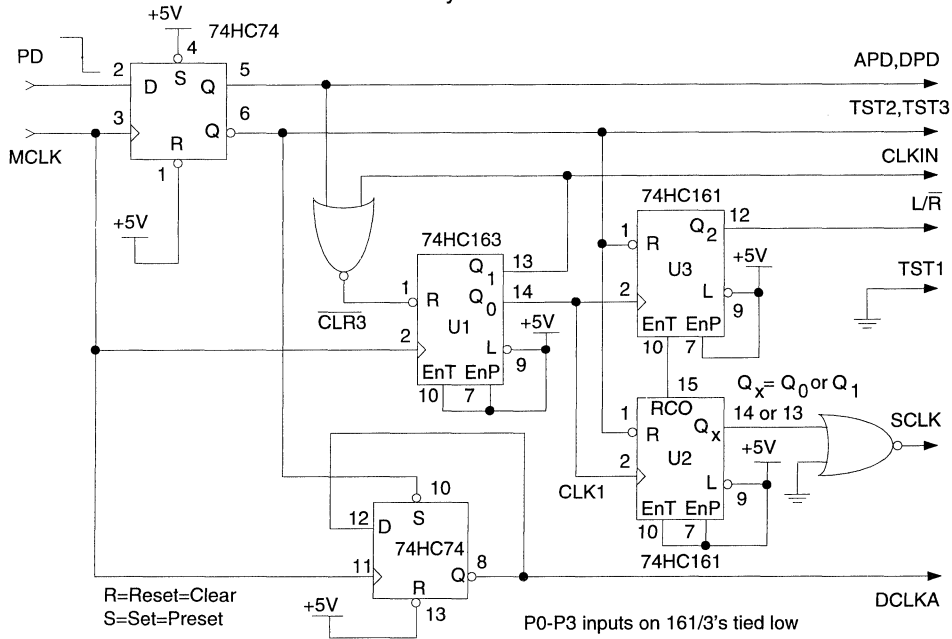 +5V
74HC74
PD
4
2
D
S
Q
5
APD,DPD
3
Q
6
TST2,TST3
MCLK
R
1
CLKIN
+5V
74HC161
L/R̅
12
Q2
1
R
+5V
74HC163
Q1
13
U3
TST1
1
R
Q0
14
2
L
9
C̅L̅R̅3̅
U1
+5V
EnT EnP
2
L
9
10
7
EnT EnP
10
7
15
Qx= Q0 or Q1
RCO
14 or 13
1
R
Qx
SCLK
+5V
U2
2
CLK1
L
9
10
S
EnT EnP
12
D
10
7
74HC74
74HC161
11
Q
8
R
DCLKA
R=Reset=Clear
+5V
13
S=Set=Preset
P0-P3 inputs on 161/3's tied low